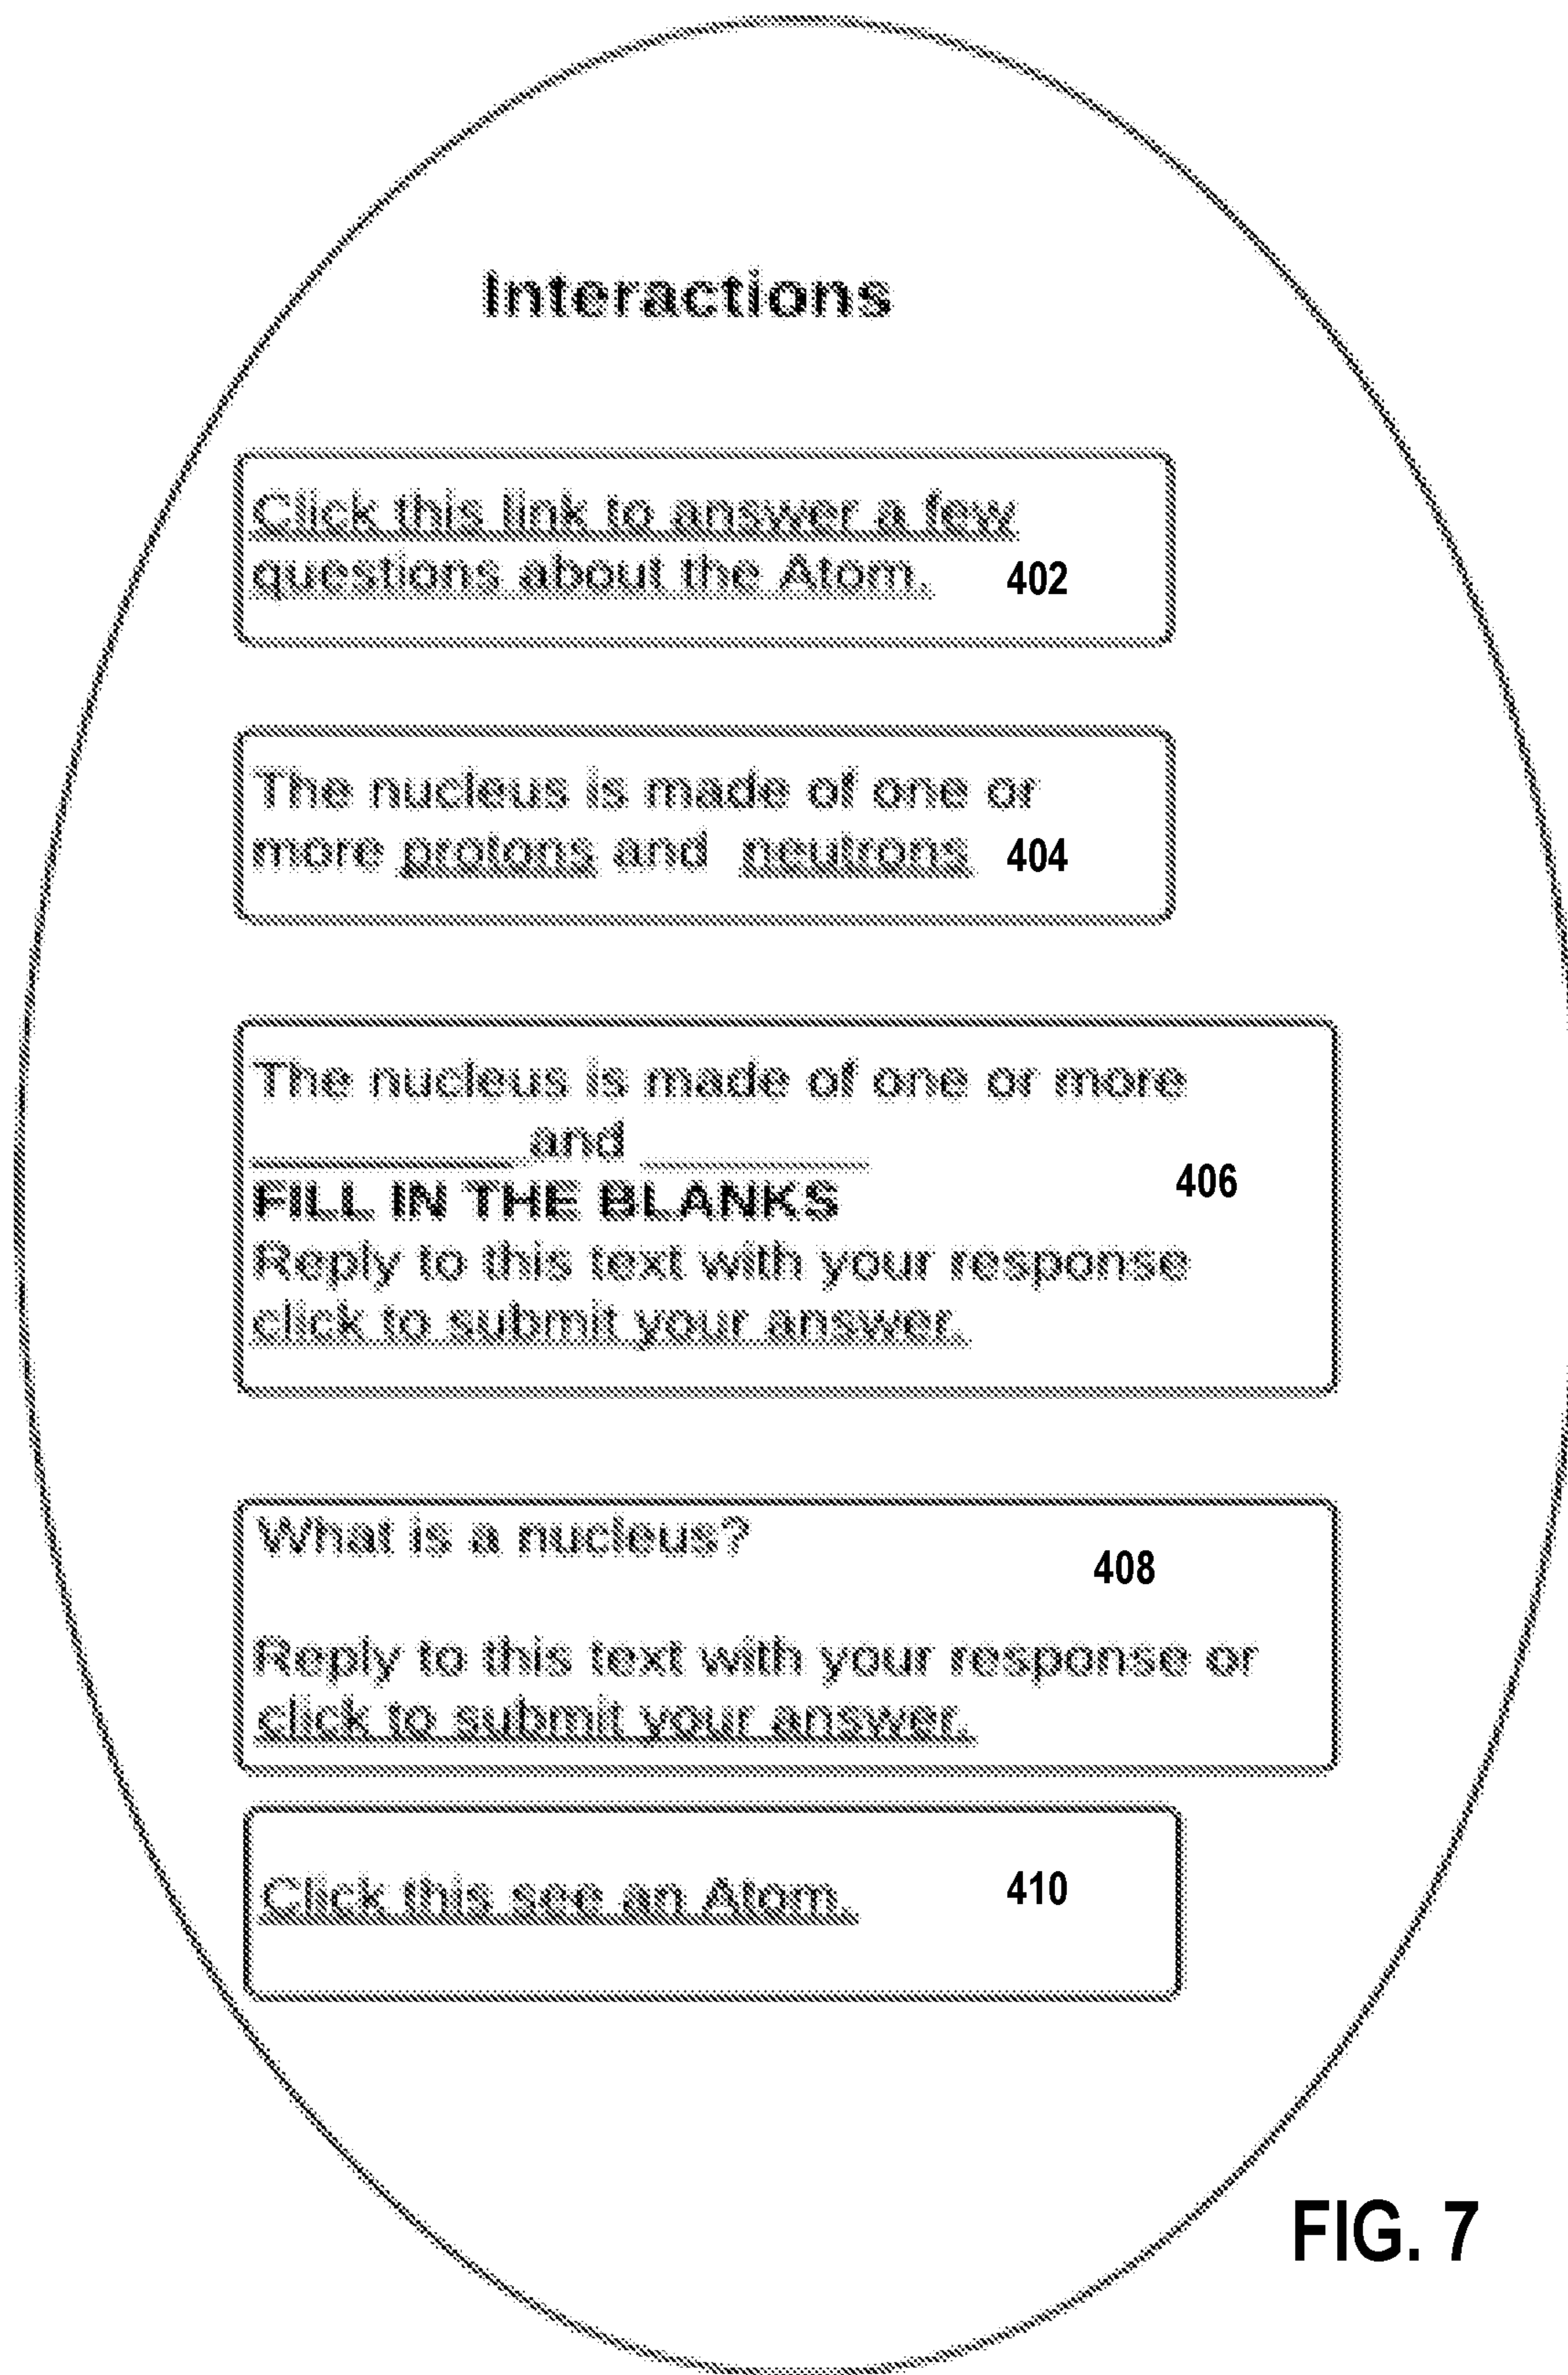 Interactions
Click this link to answer a few
questions about the Atom. 402
The nucleus is made of one or
more protons and neutrons 404
The nucleus is made of one or more
_________ and ________
406
FILL IN THE BLANKS
Reply to this text with your response
click to submit your answer.
What is a nucleus?
408
Reply to this text with your response or
click to submit your answer.
Click this see an Atom. 410
FIG. 7